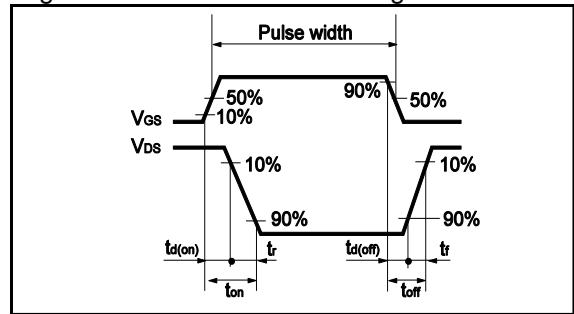 Pulse width
90%
50%
50%
VGS
10%
VDS
10%
10%
90%
90%
td(on)
tr
td(off)
tf
ton
toff